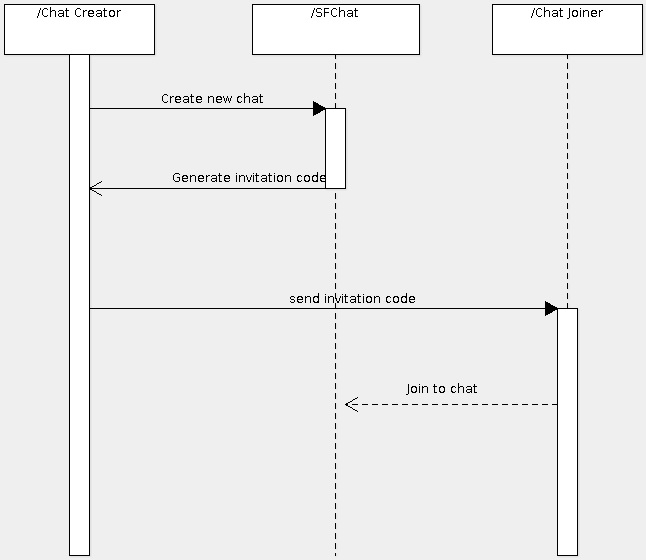 /Chat Creator
/SFChat
/Chat Joiner
Create new chat
Generate invitation code
send invitation code
Join to chat